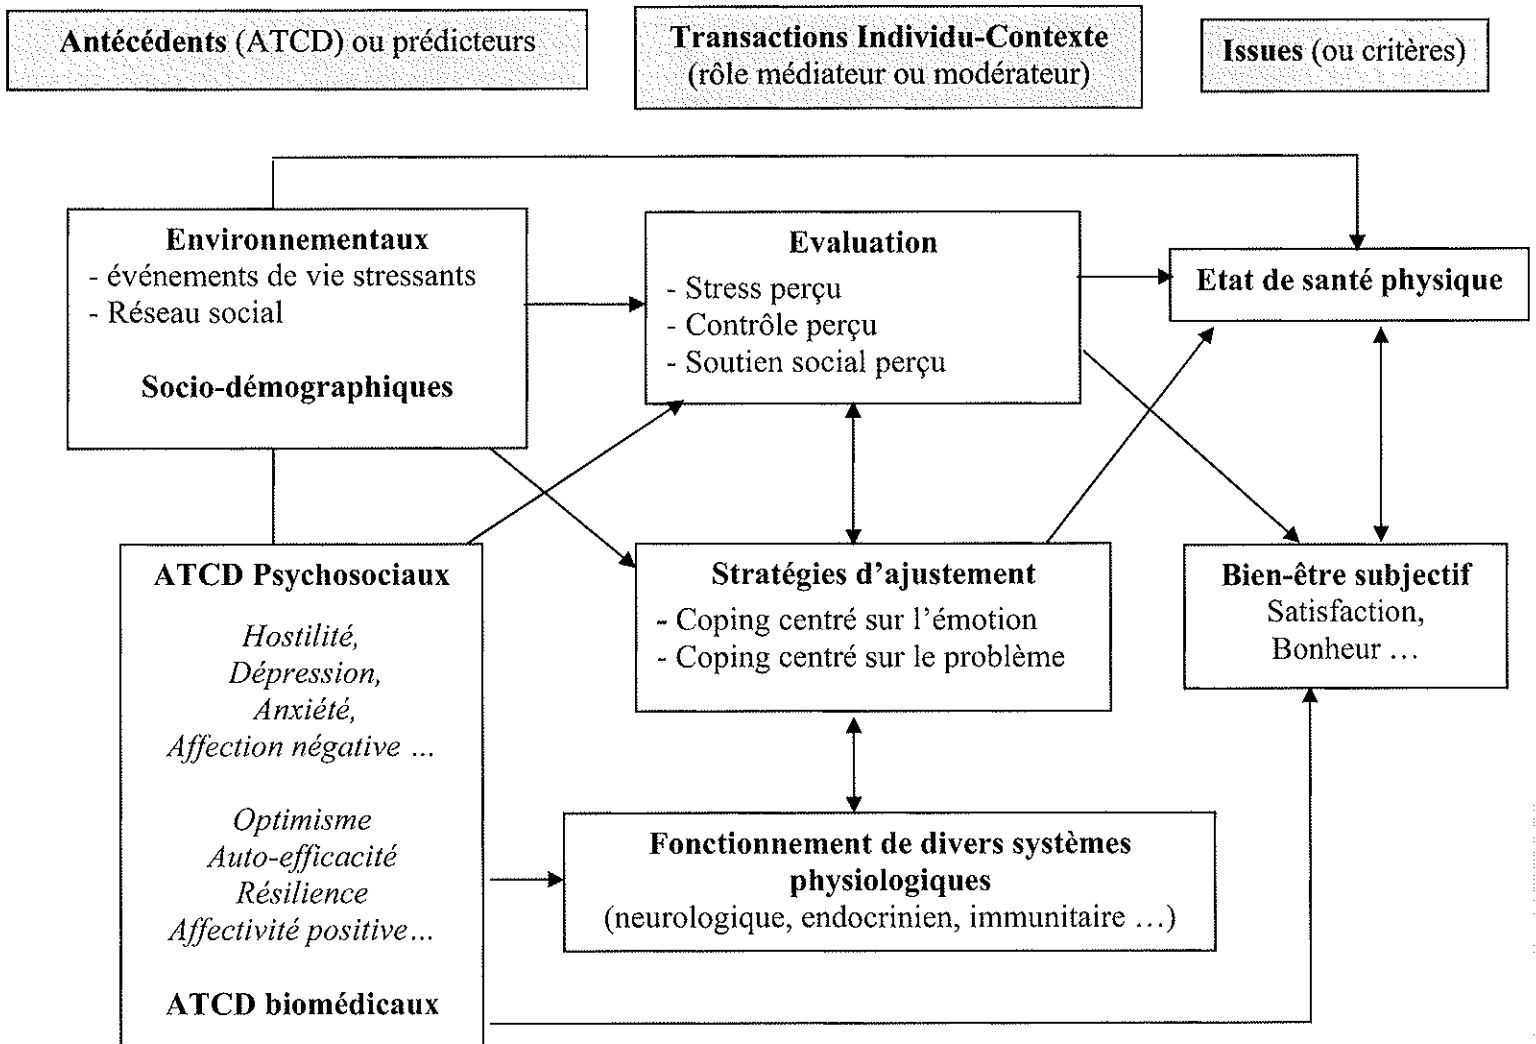 Antécédents (ATCD) ou prédicteurs
Transactions Individu-Contexte
(rôle médiateur ou modérateur)
Issues (ou critères)
Environnementaux
- événements de vie stressants
- Réseau social
Socio-démographiques
Evaluation
- Stress perçu
- Contrôle perçu
- Soutien social perçu
Etat de santé physique
ATCD Psychosociaux
Hostilité,
Dépression,
Anxiété,
Affection négative ...
Optimisme
Auto-efficacité
Résilience
Affectivité positive...
ATCD biomédicaux
Stratégies d'ajustement
- Coping centré sur l'émotion
- Coping centré sur le problème
Bien-être subjectif
Satisfaction,
Bonheur ...
Fonctionnement de divers systèmes
physiologiques
(neurologique, endocrinien, immunitaire ...)